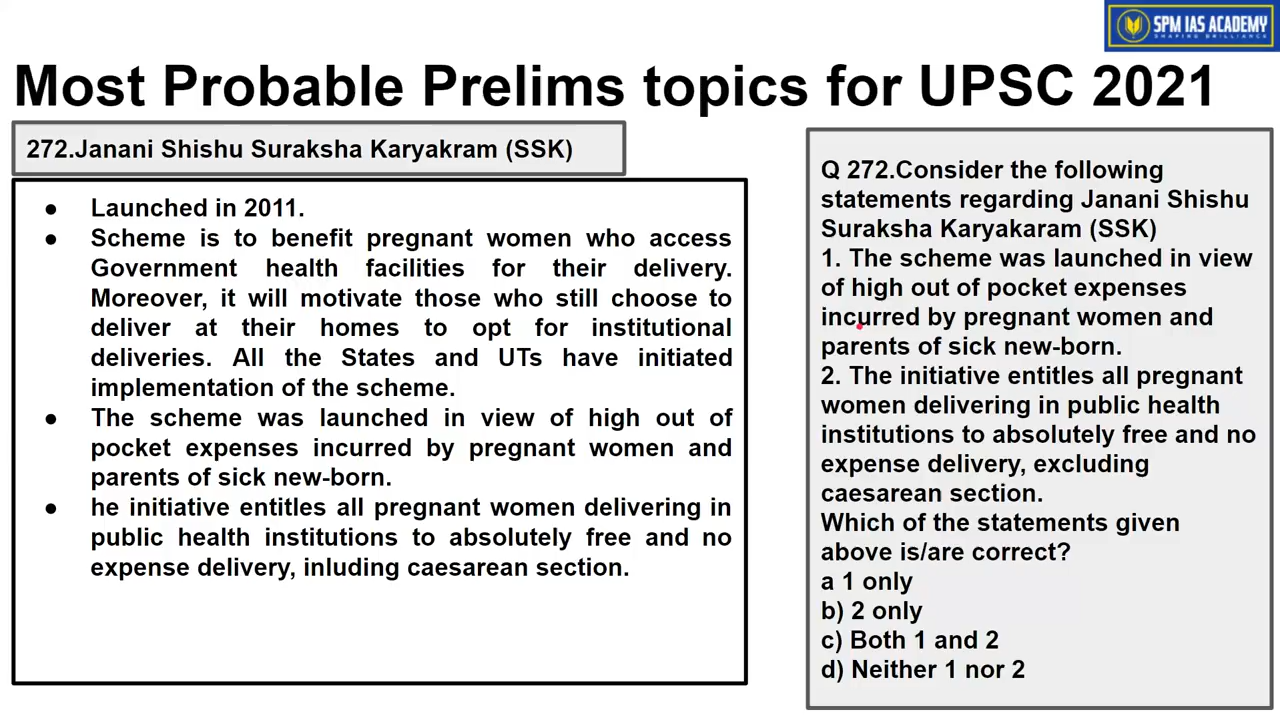 SPM IAS ACADEMY
SHAPING BRILLIANCE
Most Probable Prelims topics for UPSC 2021
272.Janani Shishu Suraksha Karyakram (SSK)
● Launched in 2011.
● Scheme is to benefit pregnant women who access
Government health facilities for their delivery.
Moreover, it will motivate those who still choose to
deliver at their homes to opt for institutional
deliveries. All the States and UTs have initiated
implementation of the scheme.
● The scheme was launched in view of high out of
pocket expenses incurred by pregnant women and
parents of sick new-born.
● he initiative entitles all pregnant women delivering in
public health institutions to absolutely free and no
expense delivery, inluding caesarean section.
Q 272.Consider the following
statements regarding Janani Shishu
Suraksha Karyakaram (SSK)
1. The scheme was launched in view
of high out of pocket expenses
incurred by pregnant women and
parents of sick new-born.
2. The initiative entitles all pregnant
women delivering in public health
institutions to absolutely free and no
expense delivery, excluding
caesarean section.
Which of the statements given
above is/are correct?
a 1 only
b) 2 only
c) Both 1 and 2
d) Neither 1 nor 2